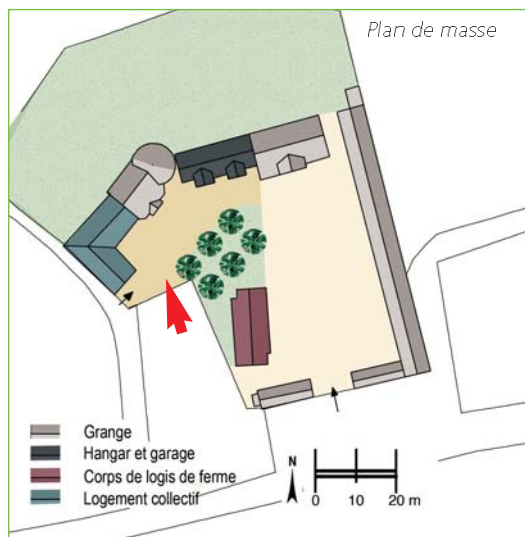 Plan de masse
Grange
Hangar et garage
Corps de logis de ferme
Logement collectif
N
0 10 20 m